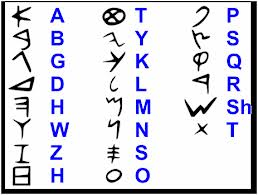 𐤀 A
𐤁 B
𐤂 G
𐤃 D
𐤄 H
𐤅 W
𐤆 Z
𐤇 H
𐤈 T
𐤉 Y
𐤊 K
𐤋 L
𐤌 M
𐤍 N
𐤎 S
𐤏 O
𐤐 P
𐤑 S
𐤒 Q
𐤓 R
𐤔 Sh
𐤕 T